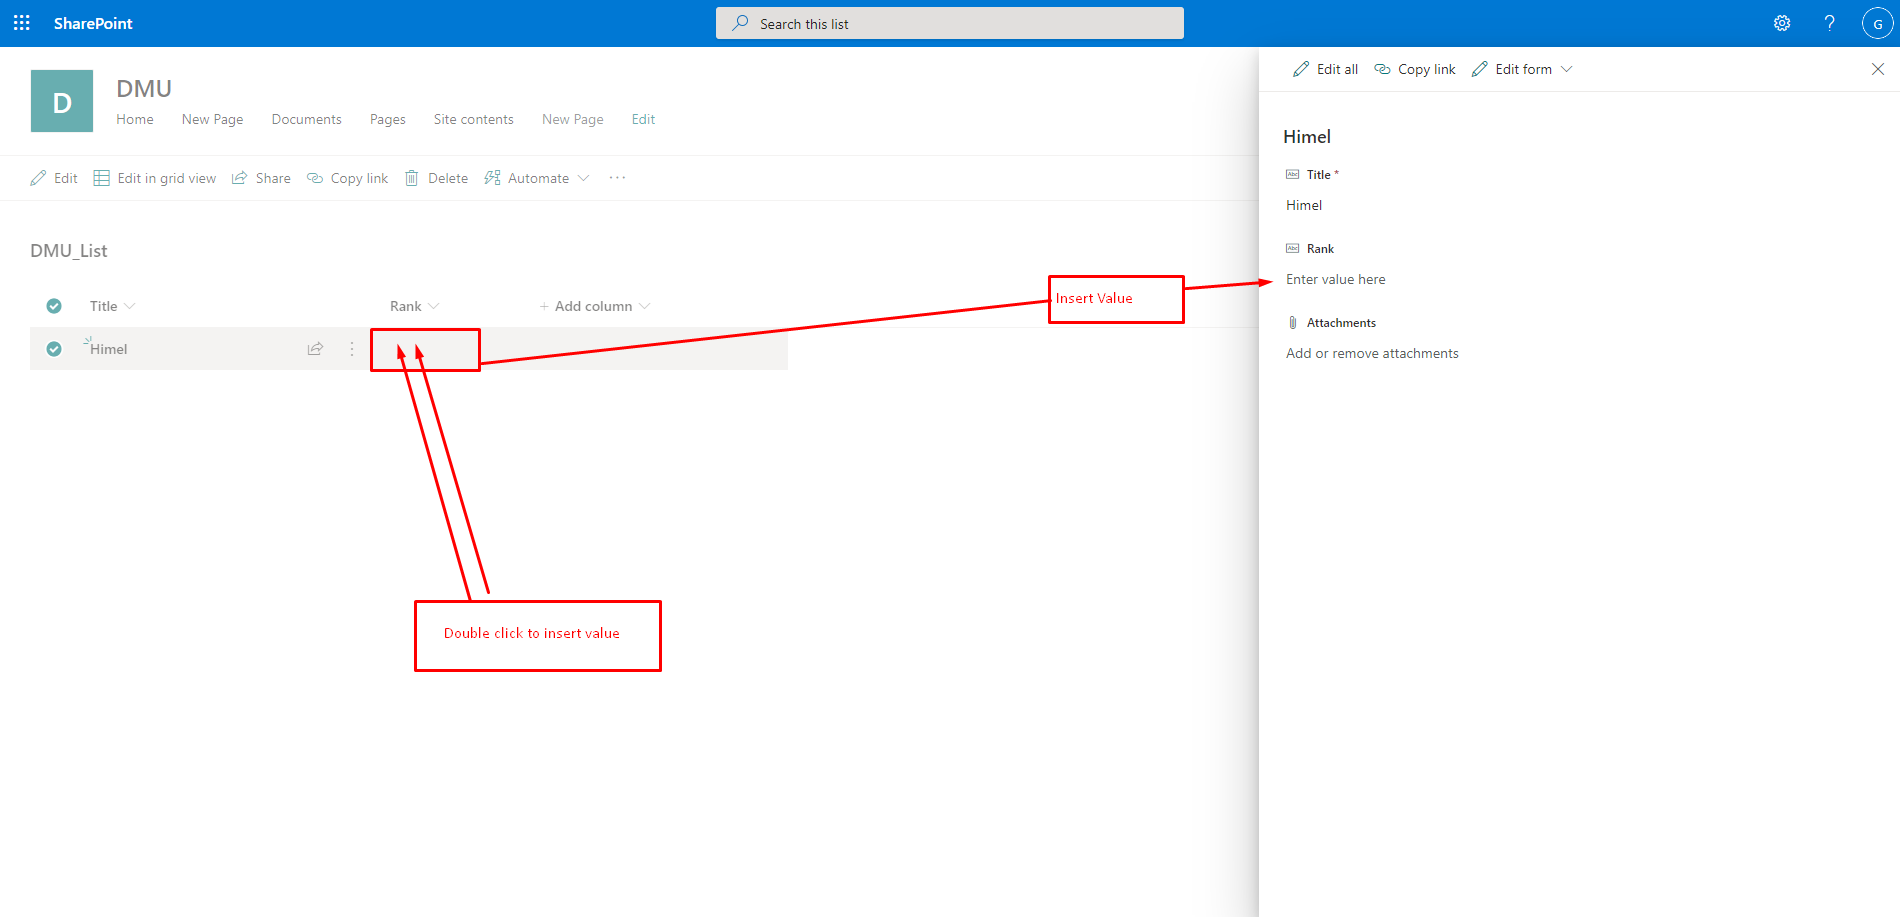 SharePoint
Search this list
G
D
DMU
Home New Page Documents Pages Site contents New Page Edit
Edit Edit in grid view Share Copy link Delete Automate ...
DMU_List
Title Rank + Add column
Himel
Insert Value
Double click to insert value
Edit all Copy link Edit form
Himel
Abc Title *
Himel
Abc Rank
Enter value here
Attachments
Add or remove attachments